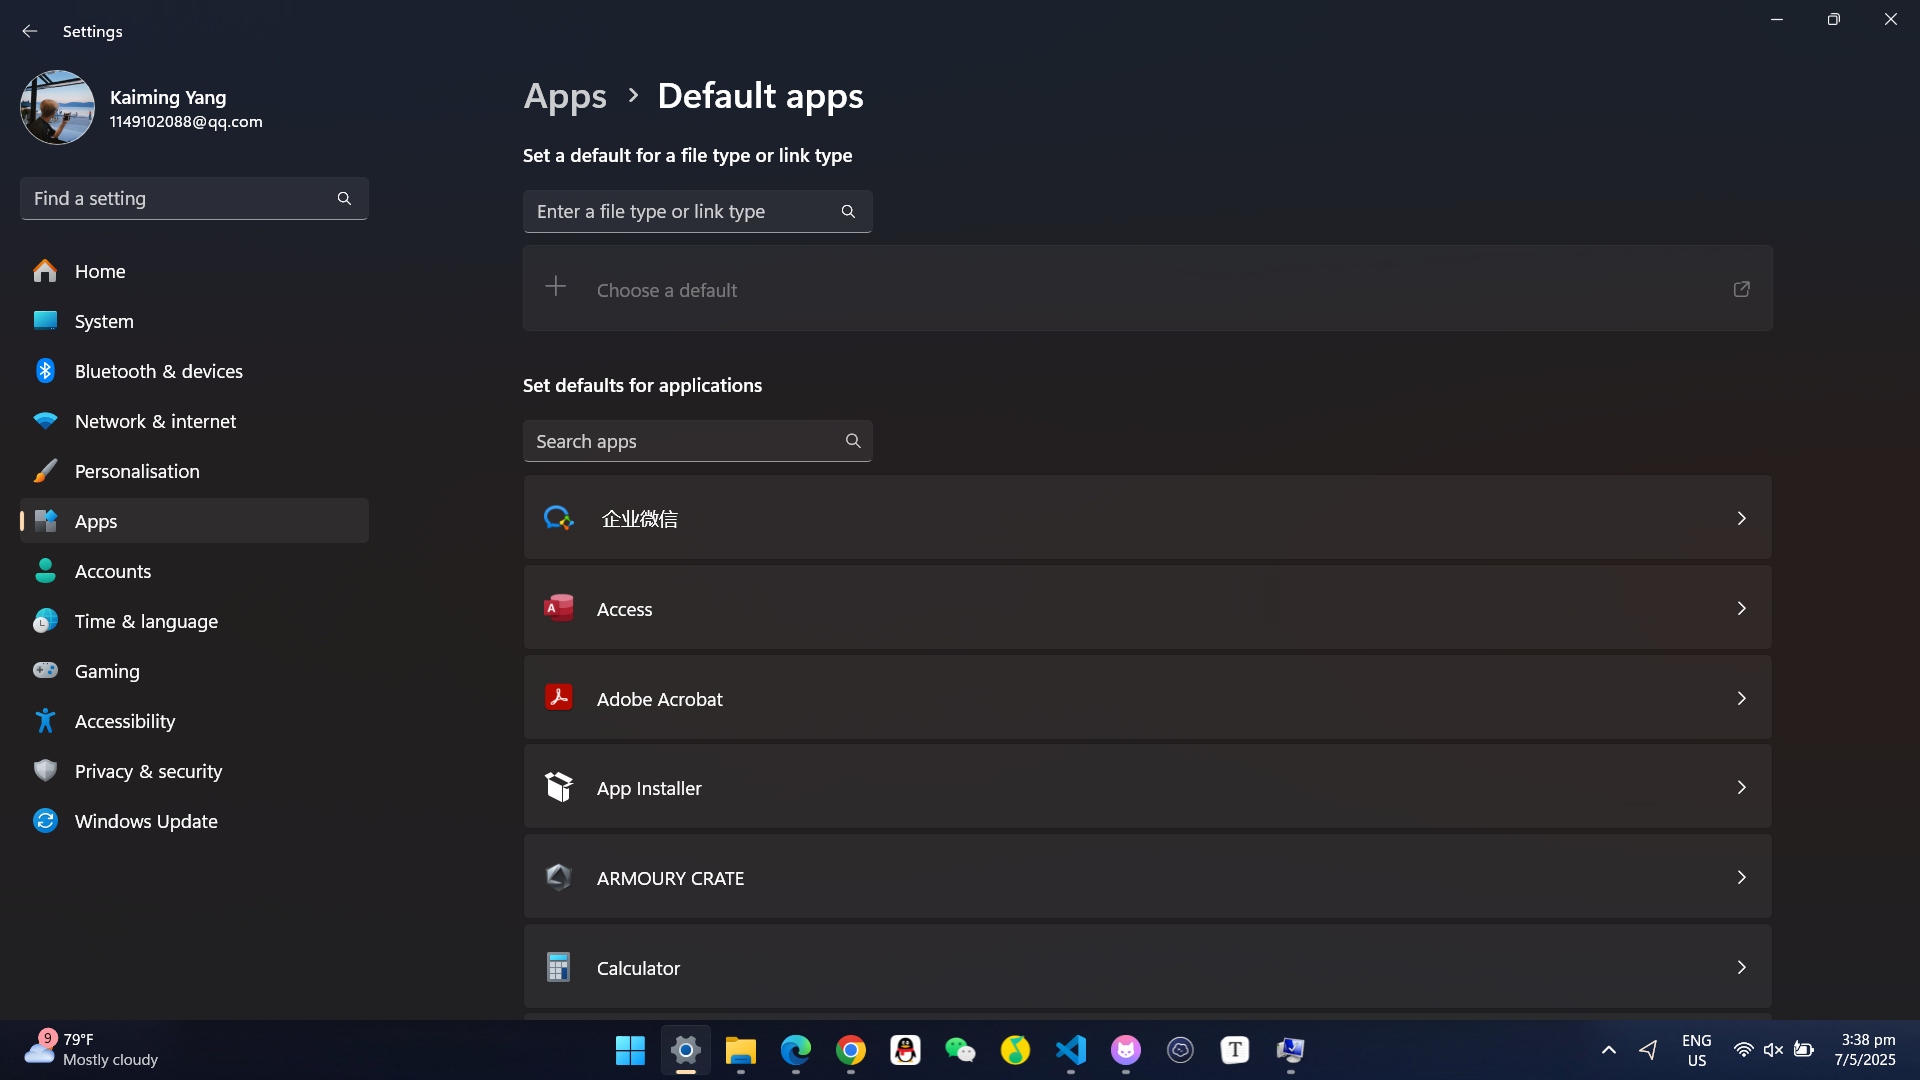 Settings
Kaiming Yang
1149102088@qq.com
Find a setting
Home
System
Bluetooth & devices
Network & internet
Personalisation
Apps
Accounts
Time & language
Gaming
Accessibility
Privacy & security
Windows Update
Apps > Default apps
Set a default for a file type or link type
Enter a file type or link type
Choose a default
Set defaults for applications
Search apps
企业微信
Access
Adobe Acrobat
App Installer
ARMOURY CRATE
Calculator
9
79°F
Mostly cloudy
T
ENG
US
3:38 pm
7/5/2025